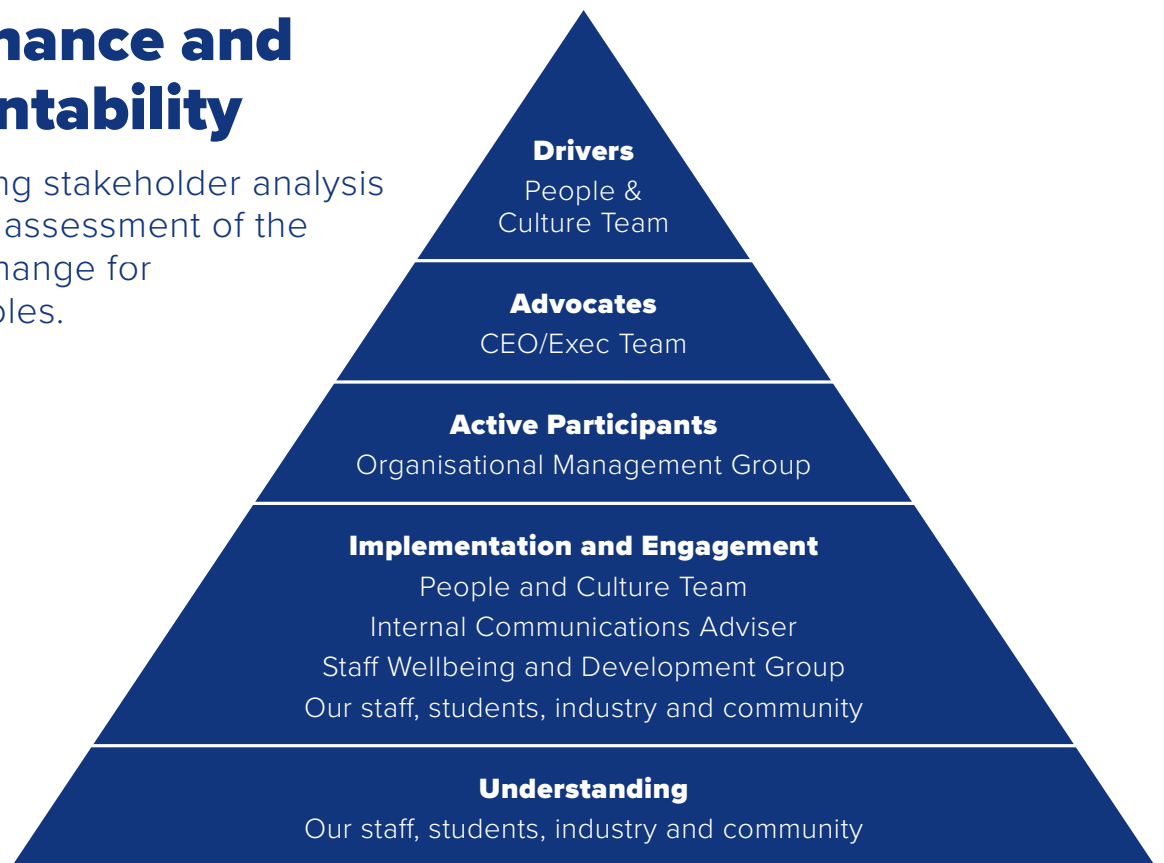 nance and
ntability
ng stakeholder analysis
assessment of the
hange for
oles.
Drivers
People &
Culture Team
Advocates
CEO/Exec Team
Active Participants
Organisational Management Group
Implementation and Engagement
People and Culture Team
Internal Communications Adviser
Staff Wellbeing and Development Group
Our staff, students, industry and community
Understanding
Our staff, students, industry and community